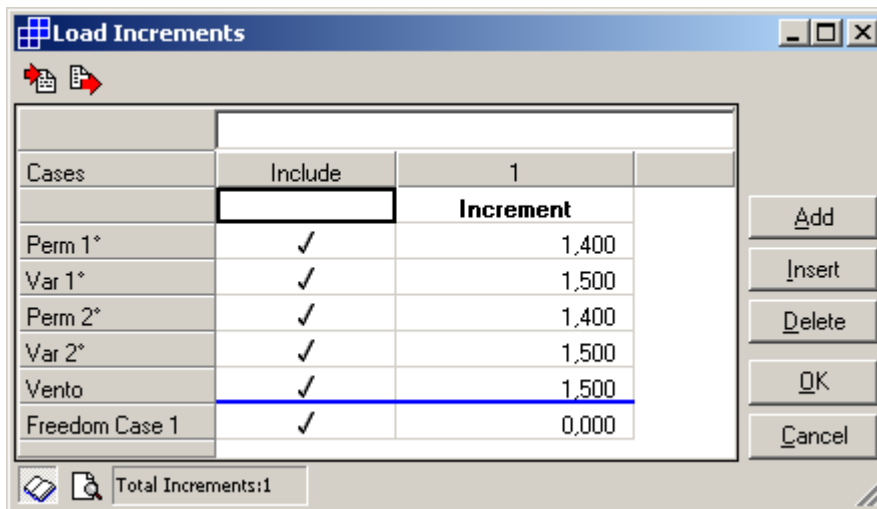 Load Increments
Cases Include 1
Increment
Perm 1° 1,400
Var 1° 1,500
Perm 2° 1,400
Var 2° 1,500
Vento 1,500
Freedom Case 1 0,000
Add
Insert
Delete
OK
Cancel
Total Increments:1